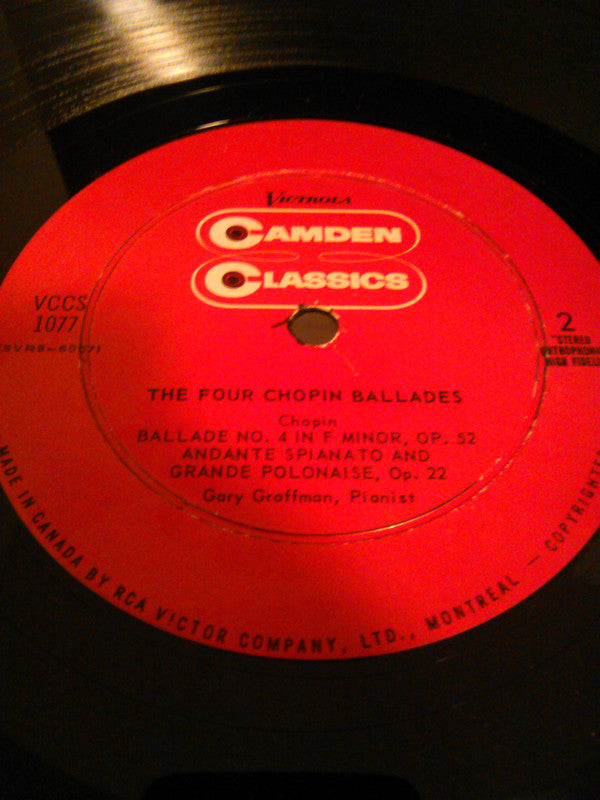 VICTROLA
CAMDEN
CLASSICS
VCCS
1077
2
STEREO
HIGH
THE FOUR CHOPIN BALLADES
Chopin
BALLADE NO. 4 IN F MINOR, OP. 52
ANDANTE SPIANATO AND
GRANDE POLONAISE, Op. 22
Gary Graffman, Pianist
MADE IN CANADA BY RCA VICTOR COMPANY, LTD., MONTREAL —